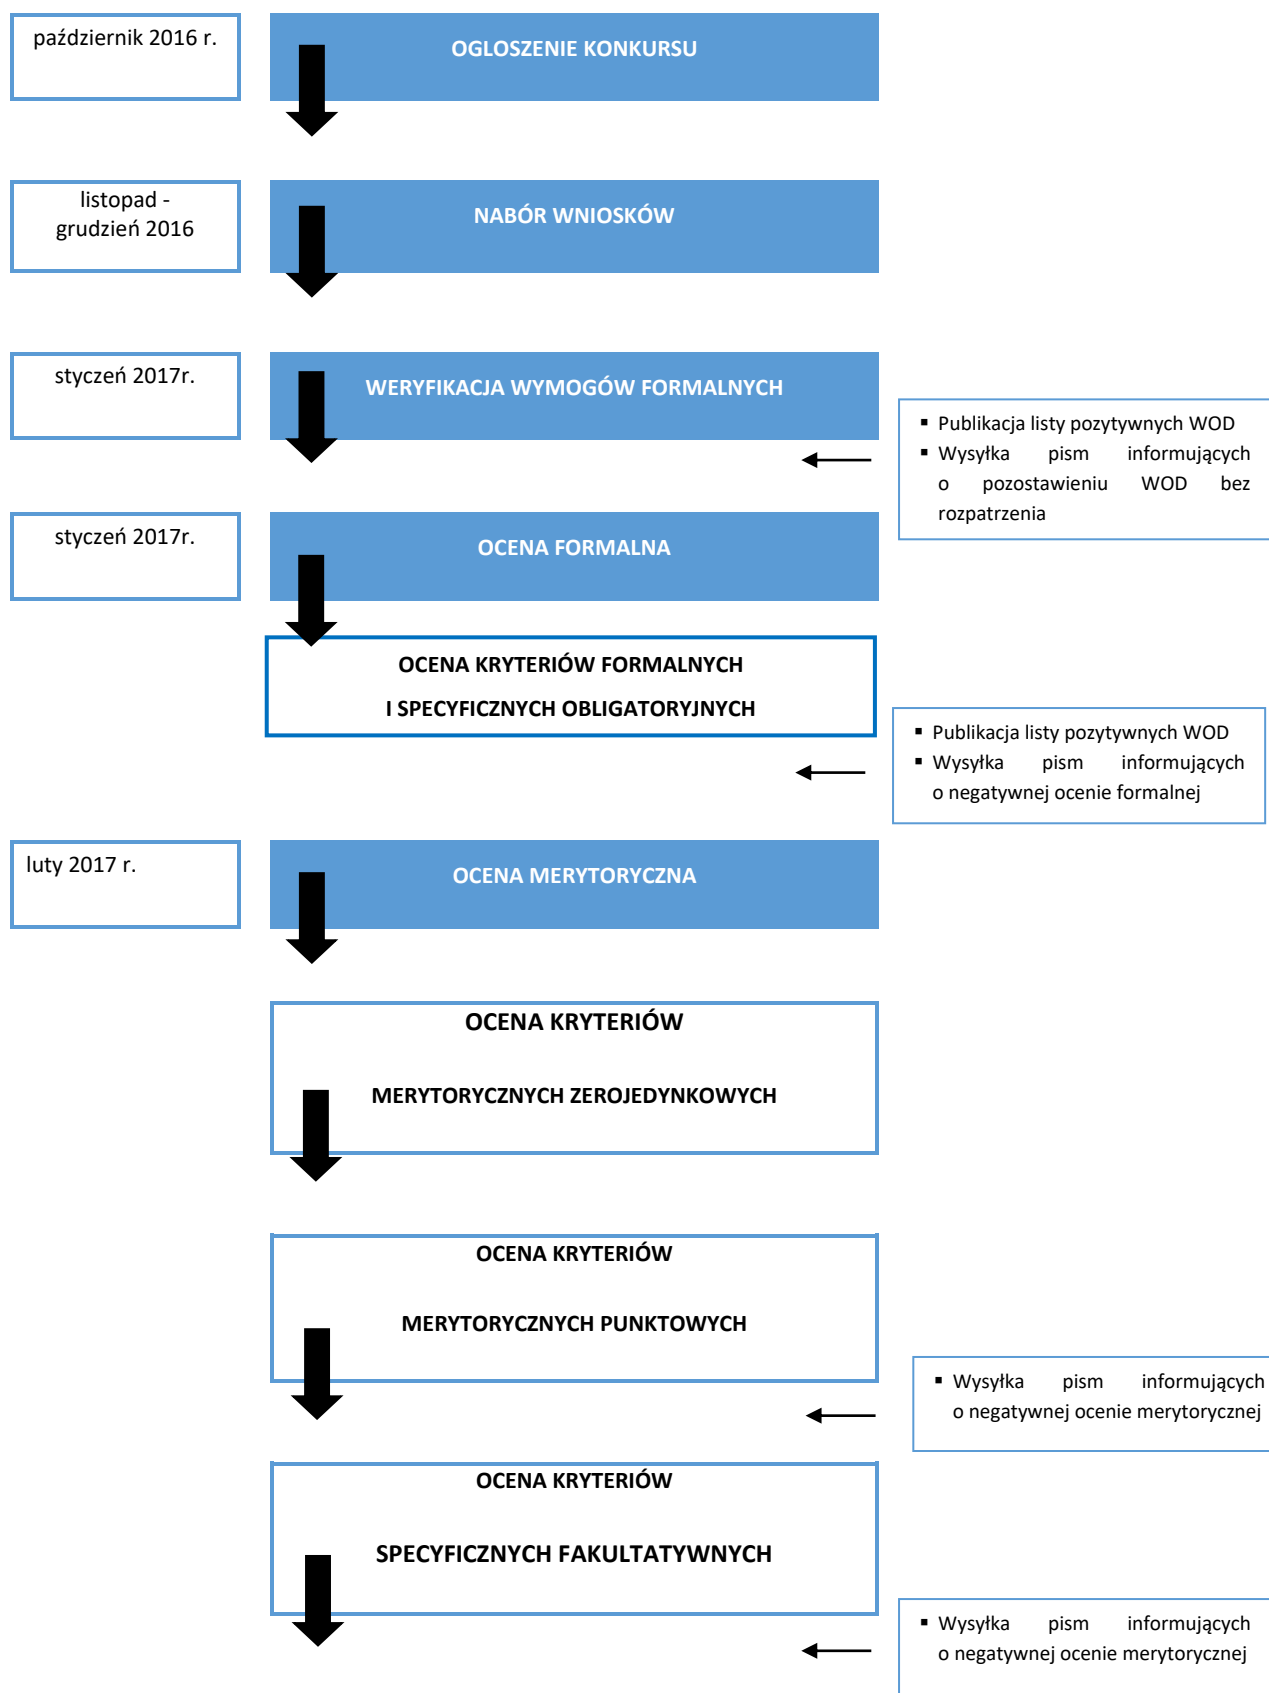 październik 2016 r.
OGLOSZENIE KONKURSU
listopad -
grudzień 2016
NABÓR WNIOSKÓW
styczeń 2017r.
WERYFIKACJA WYMOGÓW FORMALNYCH
▪ Publikacja listy pozytywnych WOD
▪ Wysyłka pism informujących
o pozostawieniu WOD bez
rozpatrzenia
styczeń 2017r.
OCENA FORMALNA
OCENA KRYTERIÓW FORMALNYCH
I SPECYFICZNYCH OBLIGATORYJNYCH
▪ Publikacja listy pozytywnych WOD
▪ Wysyłka pism informujących
o negatywnej ocenie formalnej
luty 2017 r.
OCENA MERYTORYCZNA
OCENA KRYTERIÓW
MERYTORYCZNYCH ZEROJEDYNKOWYCH
OCENA KRYTERIÓW
MERYTORYCZNYCH PUNKTOWYCH
▪ Wysyłka pism informujących
o negatywnej ocenie merytorycznej
OCENA KRYTERIÓW
SPECYFICZNYCH FAKULTATYWNYCH
▪ Wysyłka pism informujących
o negatywnej ocenie merytorycznej